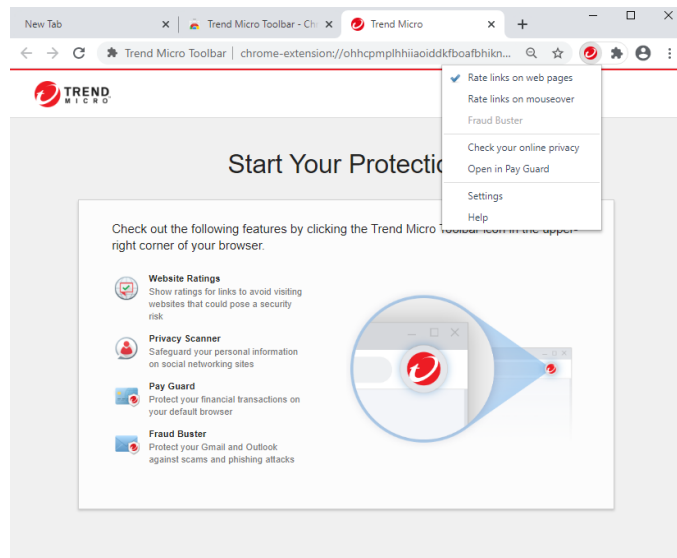 New Tab
Trend Micro Toolbar - Ch
Trend Micro
Trend Micro Toolbar | chrome-extension://ohhcpmplhhiiaoiddkfboafbhikn...
Rate links on web pages
Rate links on mouseover
Fraud Buster
Check your online privacy
Open in Pay Guard
Settings
Help
TREND
MICRO
Start Your Protectio
Check out the following features by clicking the Trend Micro Toolbar icon in the upper-
right corner of your browser.
Website Ratings
Show ratings for links to avoid visiting
websites that could pose a security
risk
Privacy Scanner
Safeguard your personal information
on social networking sites
Pay Guard
Protect your financial transactions on
your default browser
Fraud Buster
Protect your Gmail and Outlook
against scams and phishing attacks